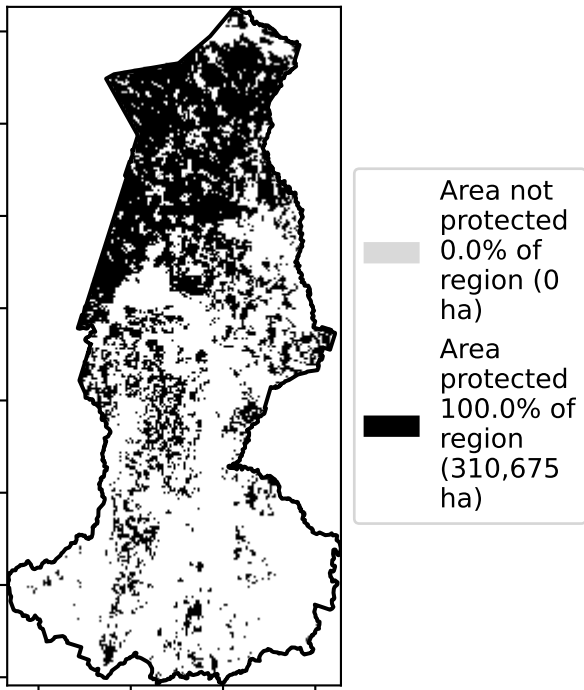 Area not
protected
0.0% of
region (0
ha)
Area
protected
100.0% of
region
(310,675
ha)